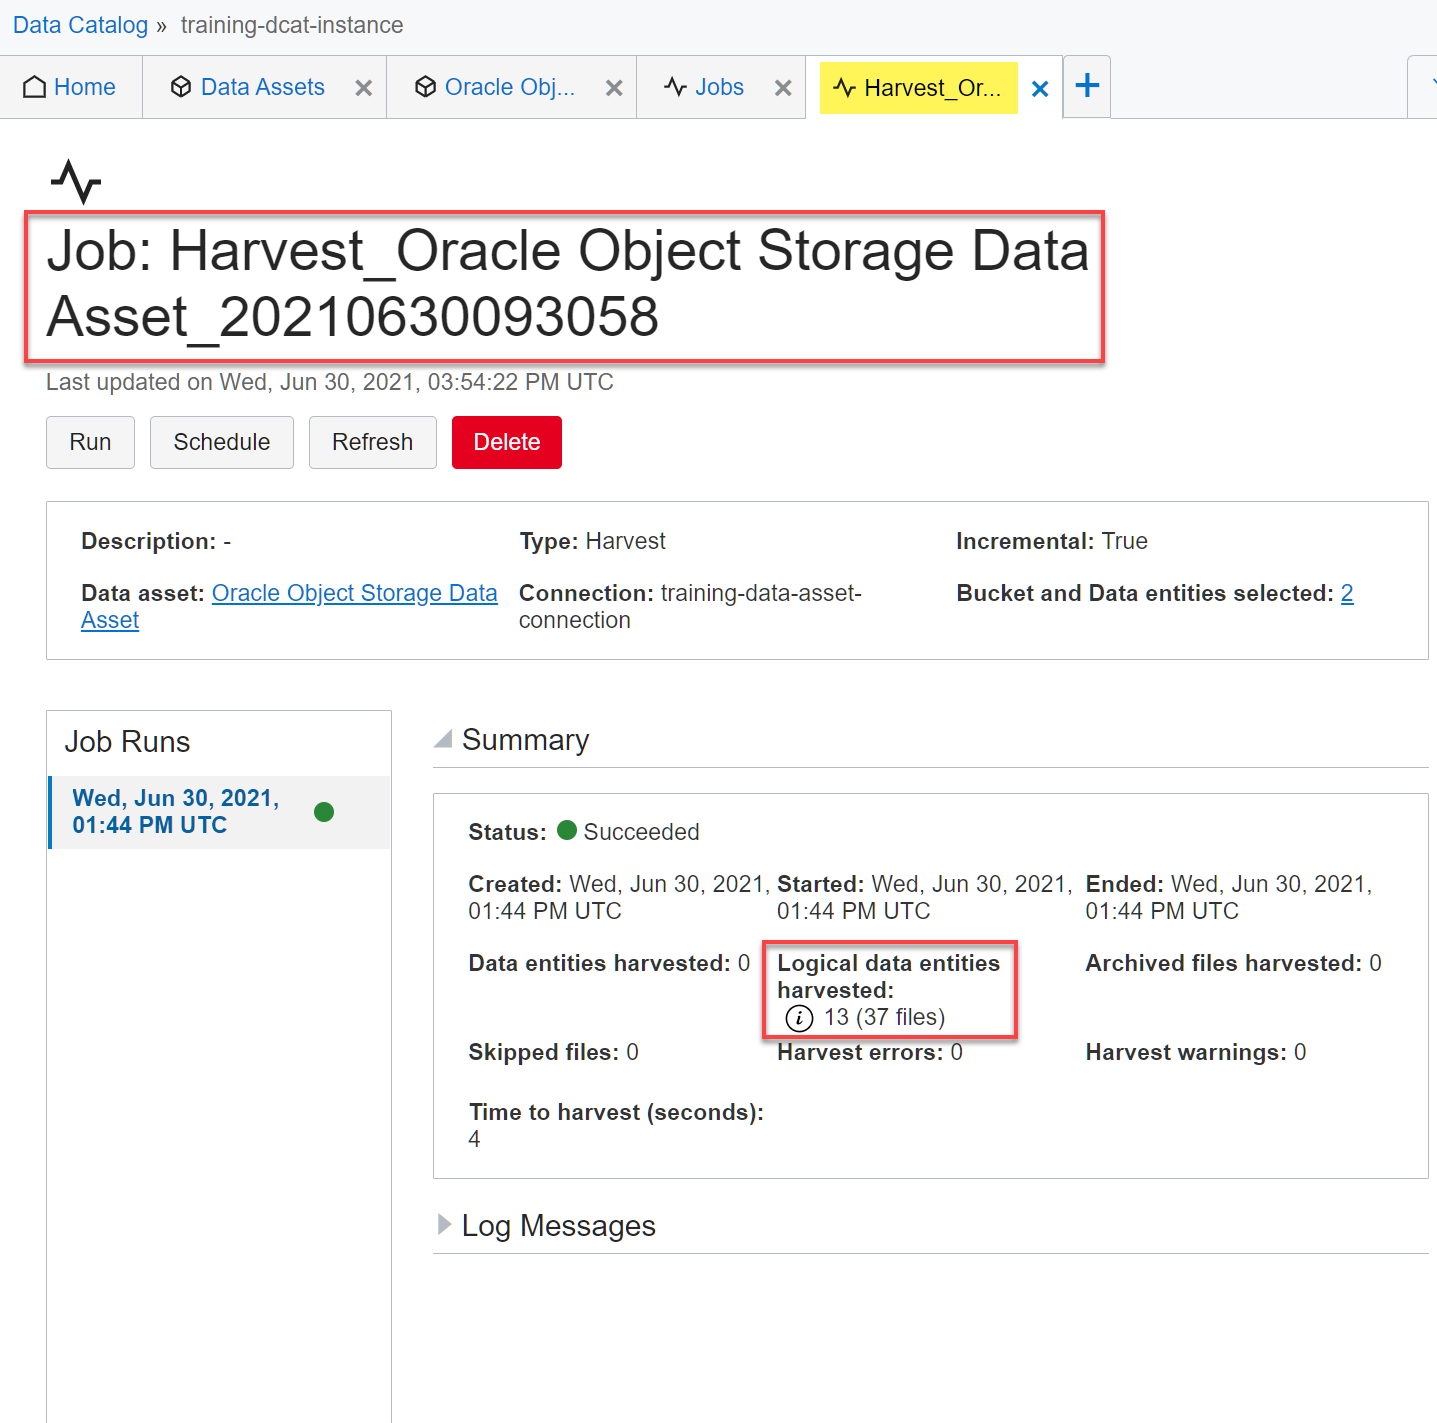 Data Catalog » training-dcat-instance
Home
Data Assets
Oracle Obj...
Jobs
Harvest_Or...
Job: Harvest_Oracle Object Storage Data
Asset_20210630093058
Last updated on Wed, Jun 30, 2021, 03:54:22 PM UTC
Run
Schedule
Refresh
Delete
Description: -
Type: Harvest
Incremental: True
Data asset: Oracle Object Storage Data
Asset
Connection: training-data-asset-
connection
Bucket and Data entities selected: 2
Job Runs
Wed, Jun 30, 2021,
01:44 PM UTC
Summary
Status: Succeeded
Created: Wed, Jun 30, 2021,
01:44 PM UTC
Started: Wed, Jun 30, 2021,
01:44 PM UTC
Ended: Wed, Jun 30, 2021,
01:44 PM UTC
Data entities harvested: 0
Logical data entities
harvested:
i 13 (37 files)
Archived files harvested: 0
Skipped files: 0
Harvest errors: 0
Harvest warnings: 0
Time to harvest (seconds):
4
Log Messages